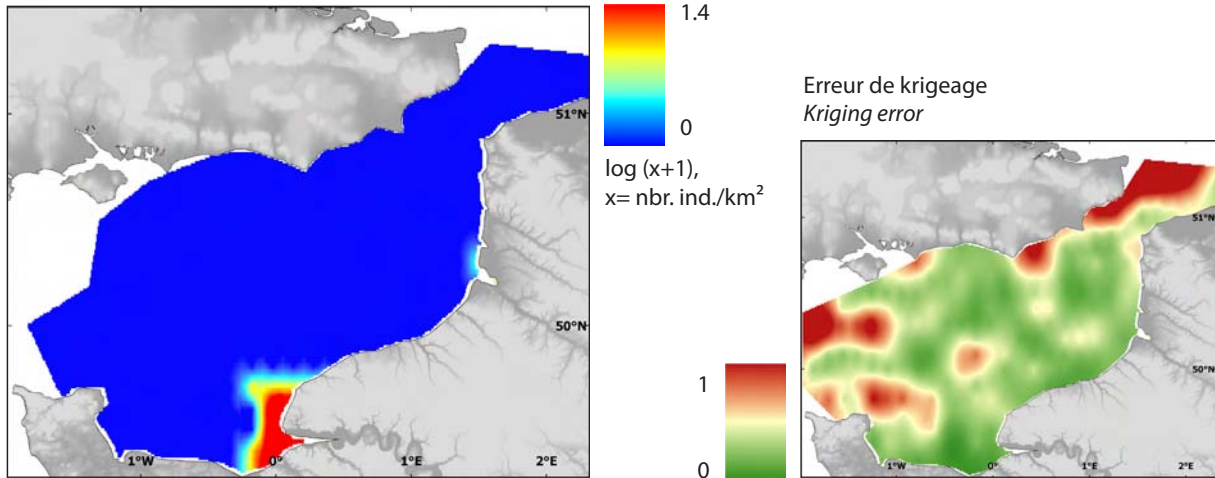 1.4
0
log (x+1),
x= nbr. ind./km²
51°N
50°N
1°W
0°
1°E
2°E
Erreur de krigeage
Kriging error
1
0
51°N
50°N
1°W
0°
1°E
2°E